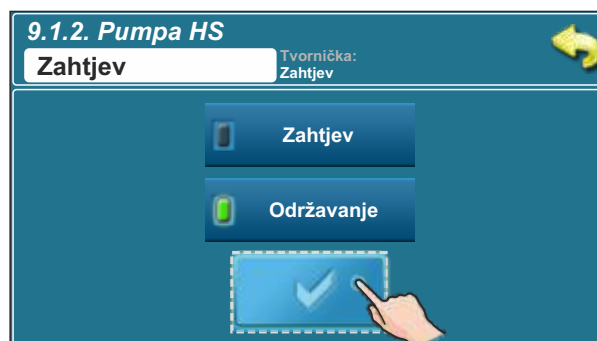 9.1.2. Pumpa HS
Zahtjev
Tvornička:
Zahtjev
Zahtjev
Održavanje